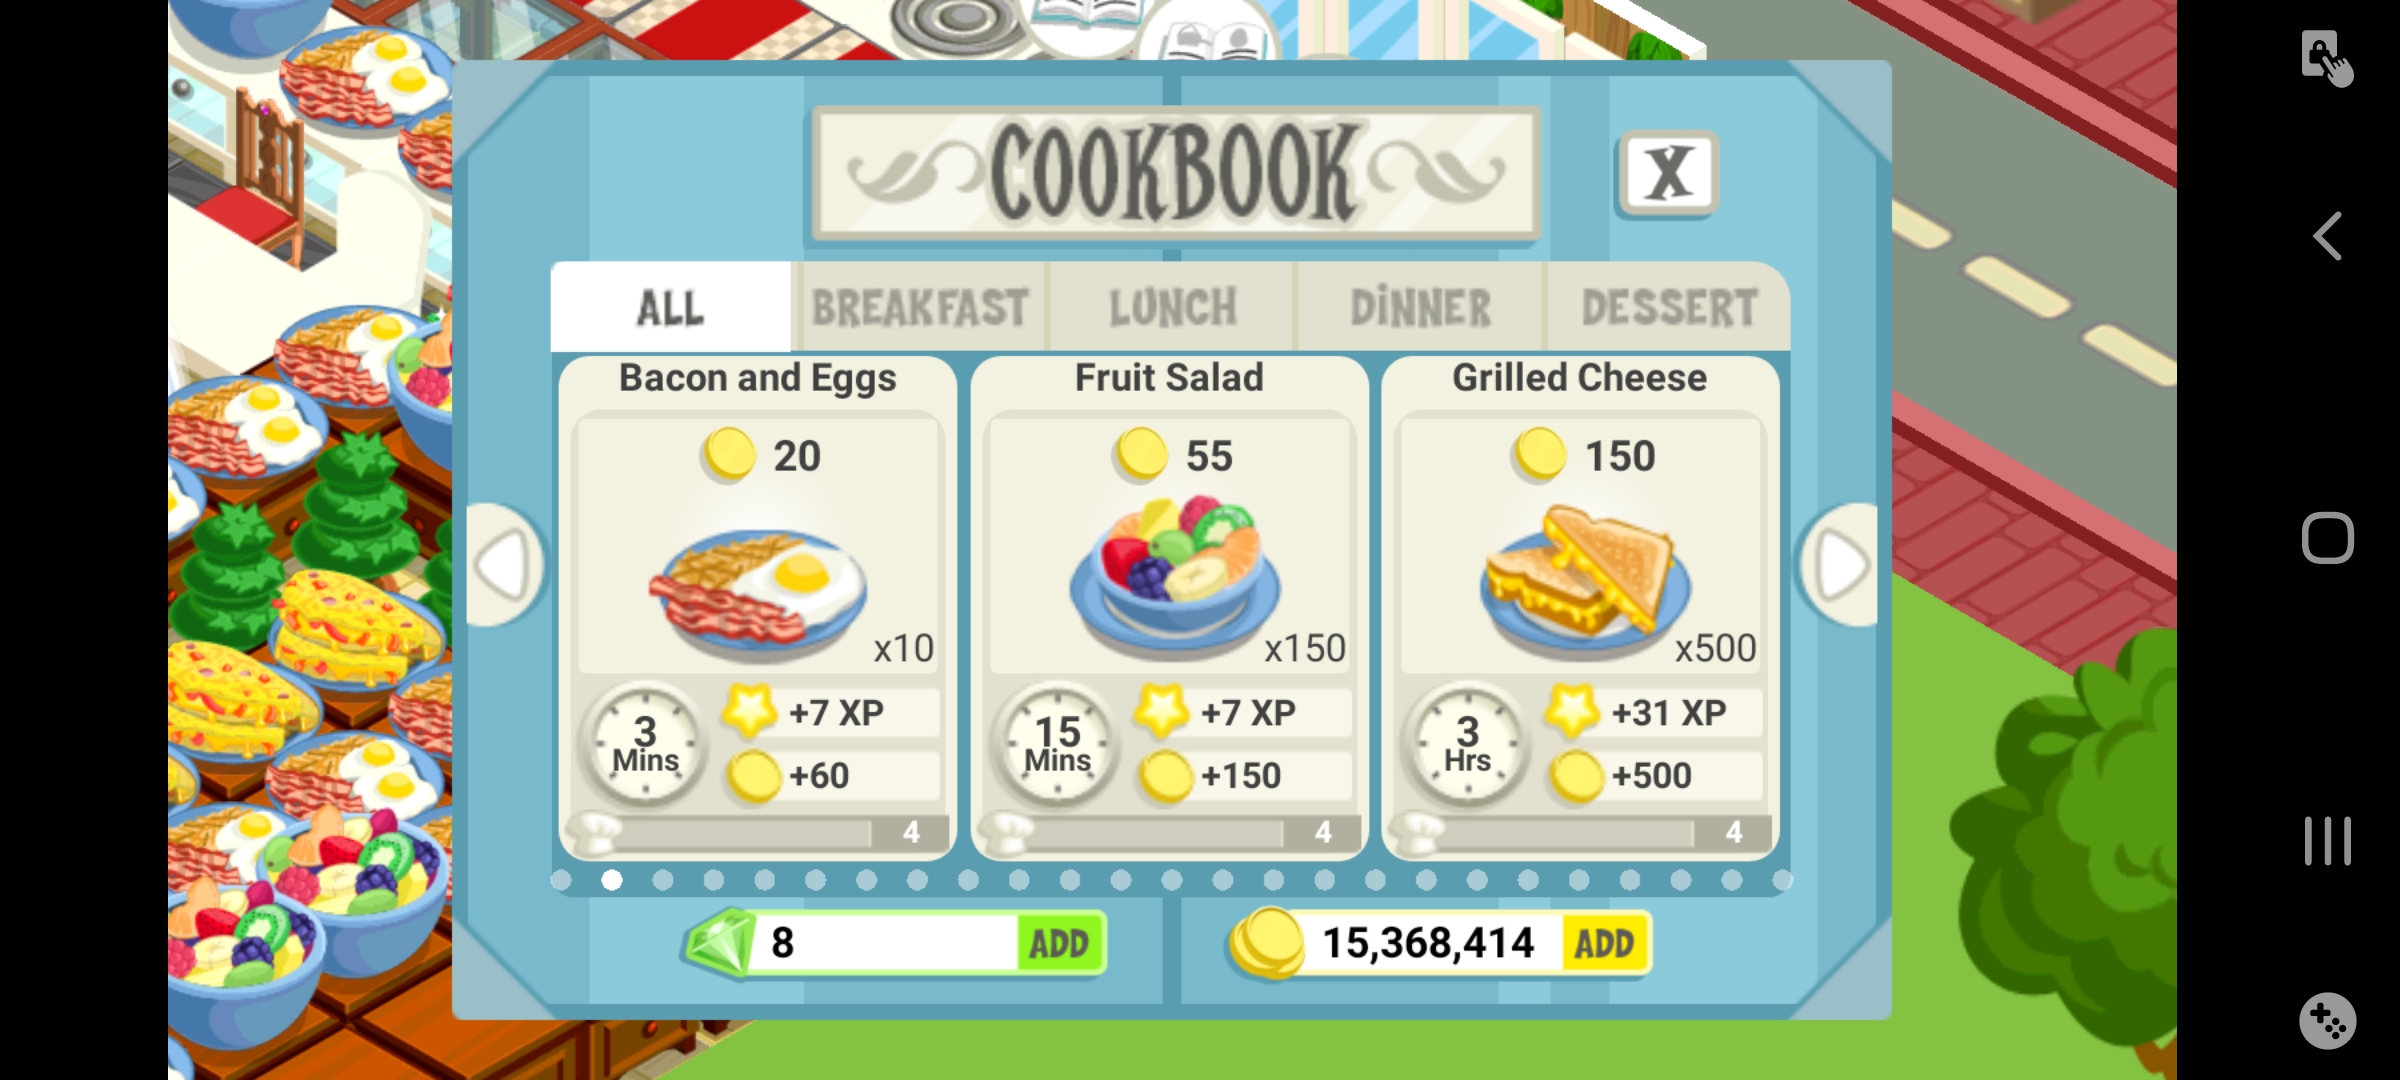 COOKBOOK
X
ALL BREAKFAST LUNCH DINNER DESSERT
Bacon and Eggs
20
x10
3
Mins
+7 XP
+60
4
Fruit Salad
55
x150
15
Mins
+7 XP
+150
4
Grilled Cheese
150
x500
3
Hrs
+31 XP
+500
4
8 ADD
15,368,414 ADD